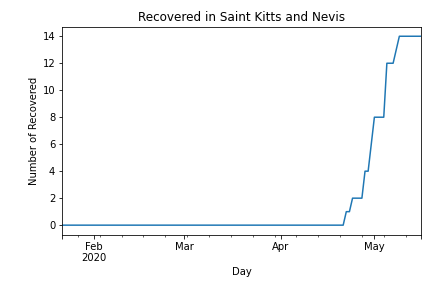 Recovered in Saint Kitts and Nevis
14
12
10
8
6
4
2
0
Number of Recovered
Feb
2020
Mar
Apr
May
Day